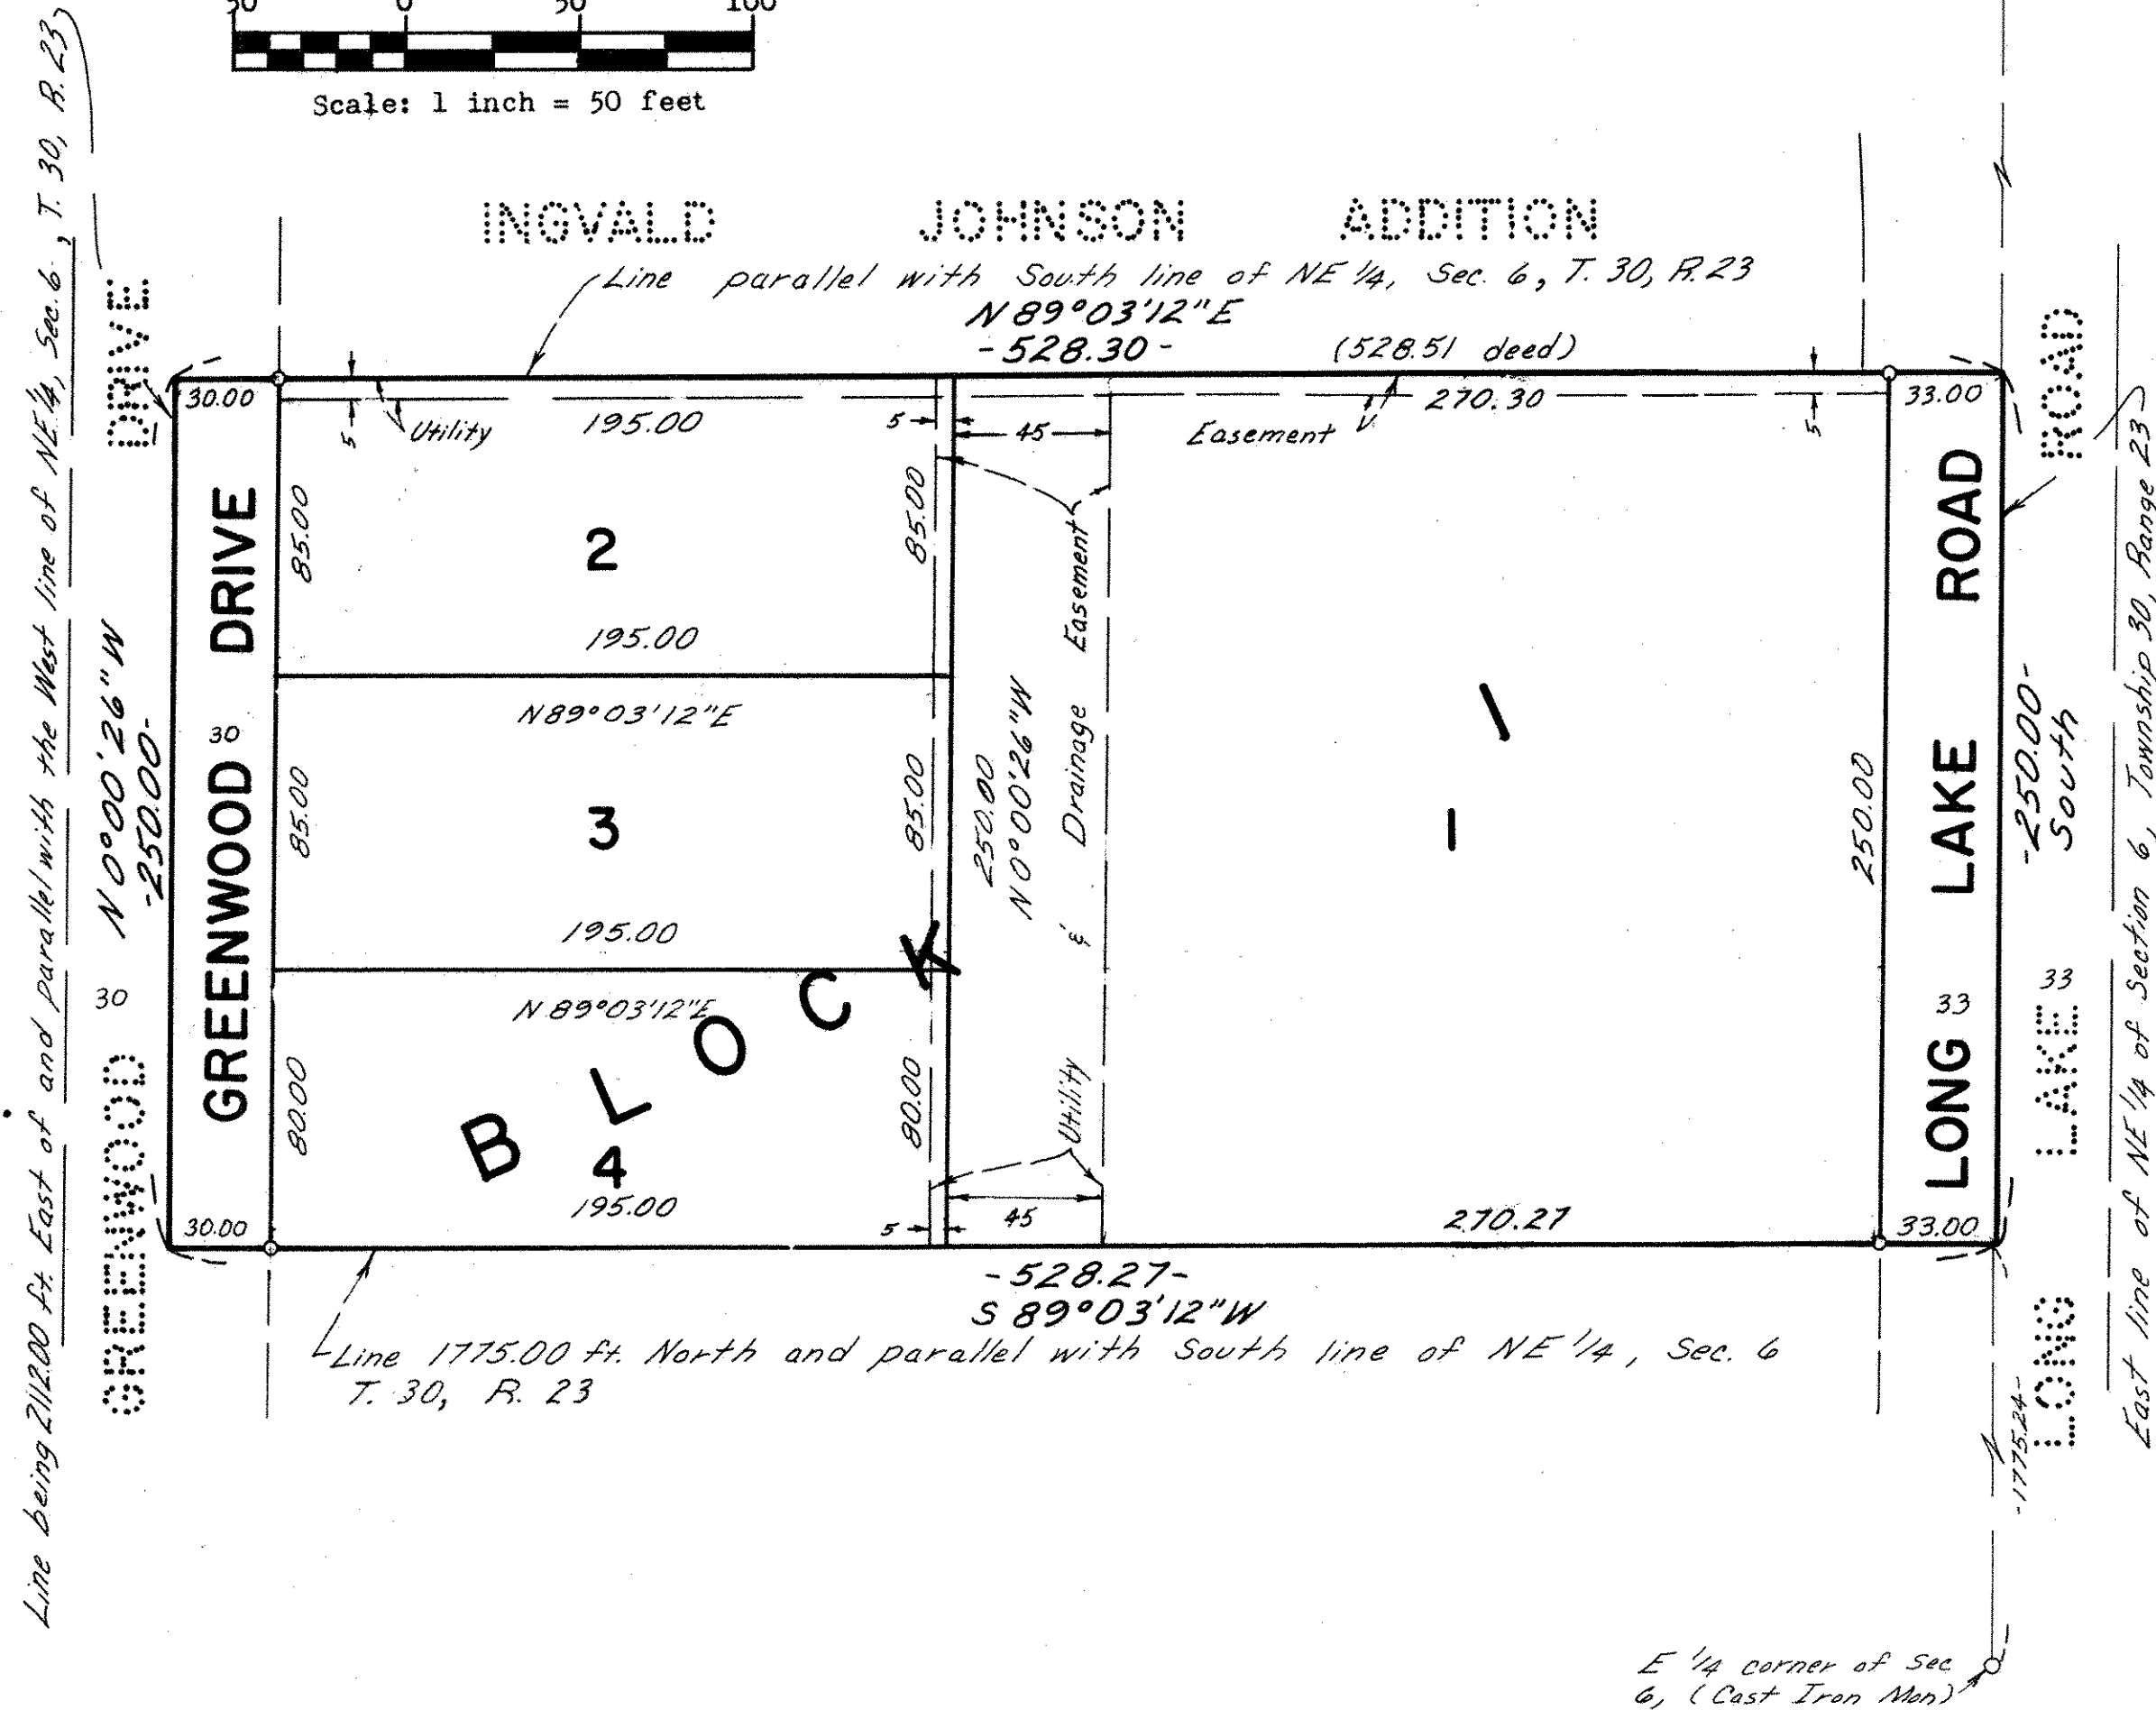 50 0 50 100
Scale: 1 inch = 50 feet
INGVALD JOHNSON ADDITION
Line parallel with South line of NE 1/4, Sec. 6, T. 30, R. 23
N 89°03'12"E
-528.30- (528.51 deed)
30.00
5
Utility
195.00
5
45
Easement
270.30
5
33.00
DRIVE
ROAD
85.00
2
85.00
195.00
N89°03'12"E
85.00
3
85.00
195.00
N 89°03'12"E
80.00
BLOCK 1
4
80.00
195.00
30.00
5
45
250.00
N 0°00'26"W
Utility & Drainage Easement
1
250.00
270.27
33.00
GREENWOOD 30 DRIVE
LONG 33 LAKE ROAD
N 0°00'26"W
-250.00-
30
GREENWOOD
-250.00-
South
33
LAKE
LONG
-528.27-
S 89°03'12"W
Line 1775.00 ft. North and parallel with South line of NE 1/4, Sec. 6
T. 30, R. 23
-1775.24-
Line being 2112.00 ft. East of and parallel with the West line of NE 1/4, Sec. 6, T. 30, R. 23
East line of NE 1/4 of Section 6, Township 30, Range 23
E 1/4 corner of Sec
6, (Cast Iron Mon)